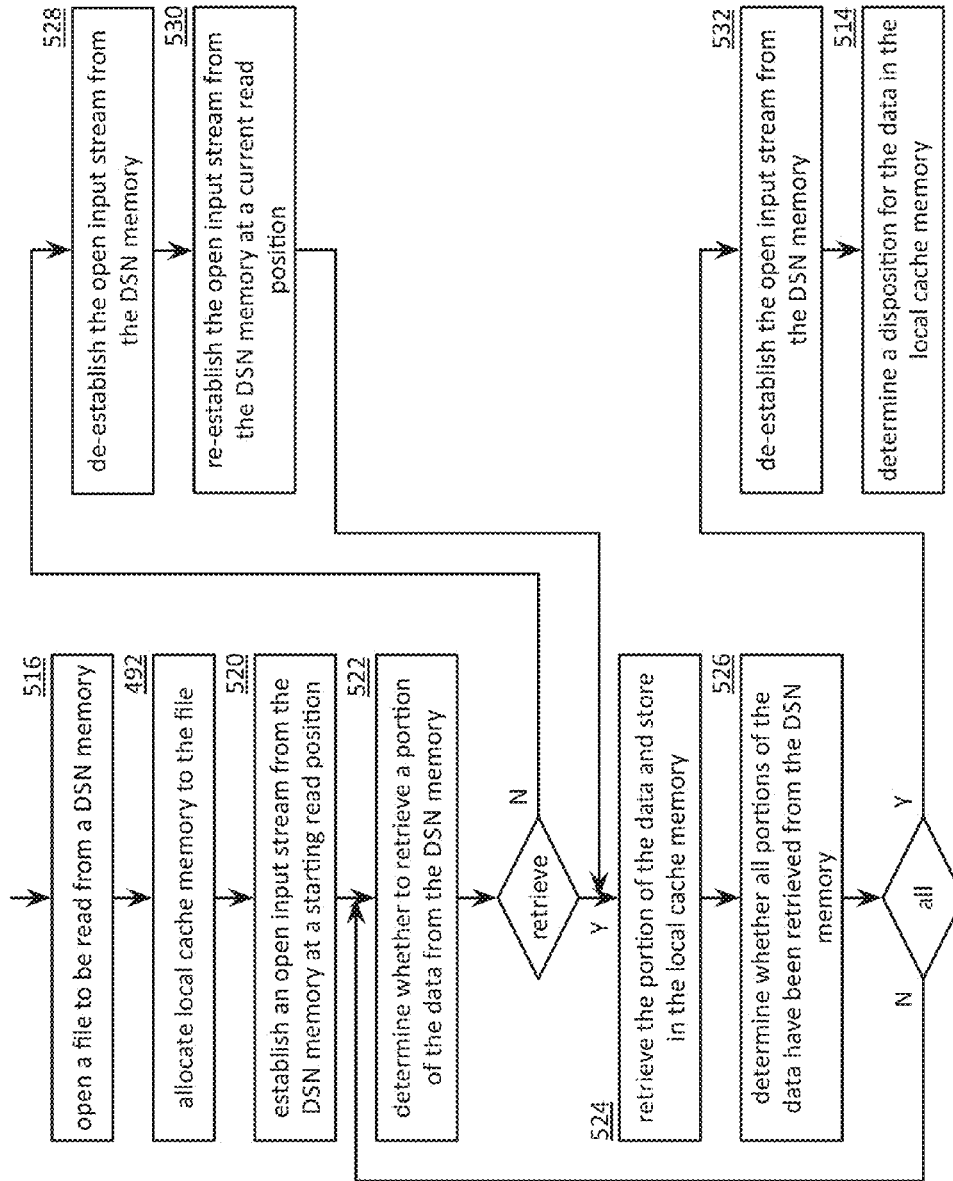 516
open a file to be read from a DSN memory
492
allocate local cache memory to the file
520
establish an open input stream from the
DSN memory at a starting read position
522
determine whether to retrieve a portion
of the data from the DSN memory
retrieve
N
Y
524
retrieve the portion of the data and store
in the local cache memory
526
determine whether all portions of the
data have been retrieved from the DSN
memory
all
N
Y
528
de-establish the open input stream from
the DSN memory
530
re-establish the open input stream from
the DSN memory at a current read
position
532
de-establish the open input stream from
the DSN memory
514
determine a disposition for the data in the
local cache memory